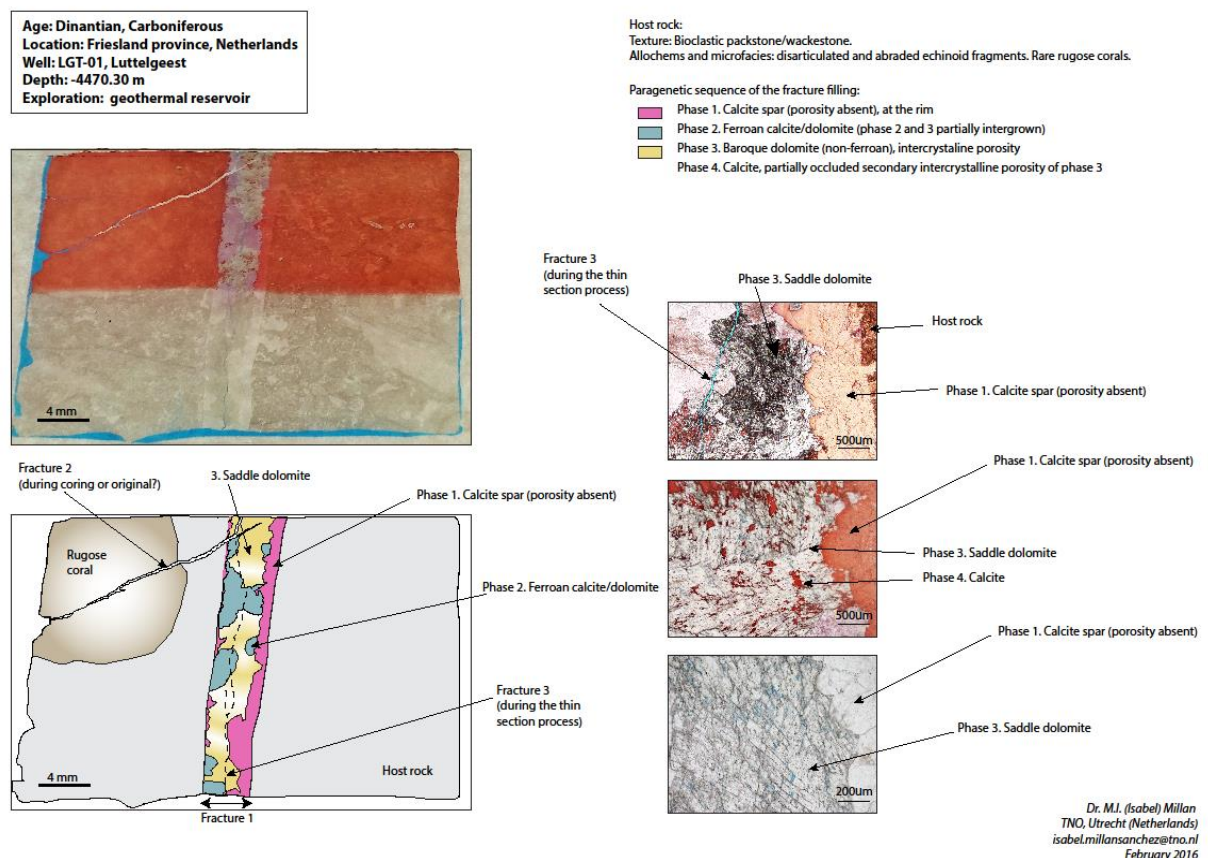 Age: Dinantian, Carboniferous
Location: Friesland province, Netherlands
Well: LGT-01, Luttelgeest
Depth: -4470.30 m
Exploration: geothermal reservoir
Host rock:
Texture: Bioclastic packstone/wackestone.
Allochems and microfacies: disarticulated and abraded echinoid fragments. Rare rugose corals.
Paragenetic sequence of the fracture filling:
Phase 1. Calcite spar (porosity absent), at the rim
Phase 2. Ferroan calcite/dolomite (phase 2 and 3 partially intergrown)
Phase 3. Baroque dolomite (non-ferroan), intercrystaline porosity
Phase 4. Calcite, partially occluded secondary intercrystalline porosity of phase 3
4 mm
Fracture 3
(during the thin
section process)
Phase 3. Saddle dolomite
Host rock
Phase 1. Calcite spar (porosity absent)
500um
Fracture 2
(during coring or original?)
3. Saddle dolomite
Phase 1. Calcite spar (porosity absent)
Rugose
coral
Phase 2. Ferroan calcite/dolomite
Fracture 3
(during the thin
section process)
Host rock
4 mm
Fracture 1
Phase 1. Calcite spar (porosity absent)
Phase 3. Saddle dolomite
Phase 4. Calcite
500um
Phase 1. Calcite spar (porosity absent)
Phase 3. Saddle dolomite
200um
Dr. M.I. (Isabel) Millan
TNO, Utrecht (Netherlands)
isabel.millansanchez@tno.nl
February 2016